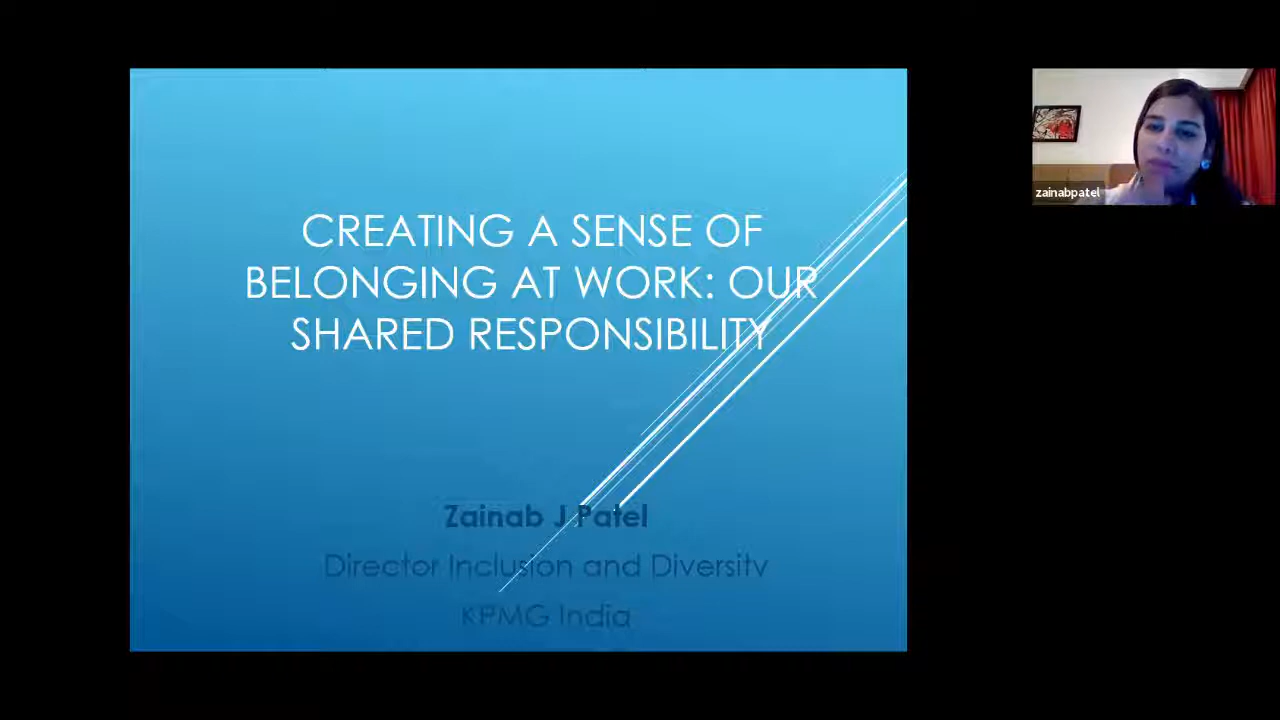 CREATING A SENSE OF
BELONGING AT WORK: OUR
SHARED RESPONSIBILITY
Zainab J Patel
Director Inclusion and Diversity
KPMG India
zainabpatel